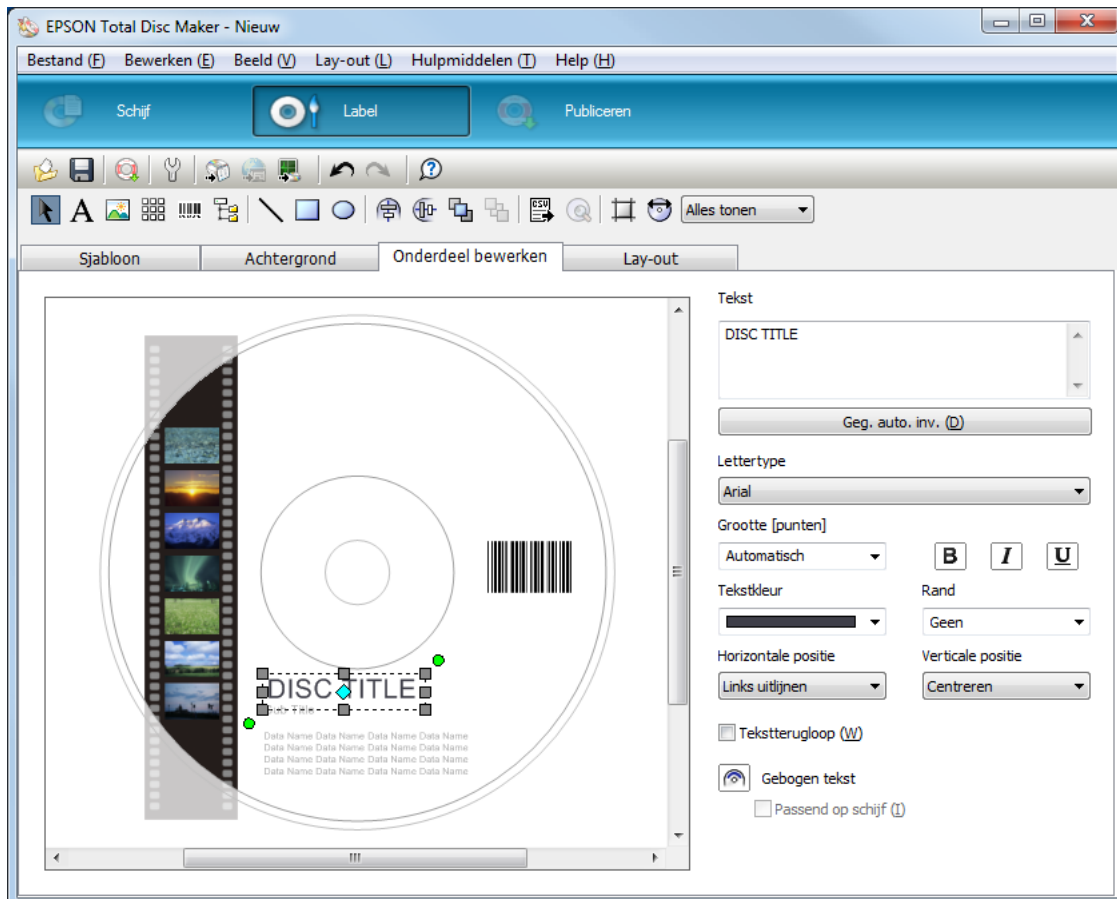 EPSON Total Disc Maker - Nieuw
Bestand (F) Bewerken (E) Beeld (V) Lay-out (L) Hulpmiddelen (T) Help (H)
Schijf Label Publiceren
A CSV ? Alles tonen
Sjabloon Achtergrond Onderdeel bewerken Lay-out
Tekst
DISC TITLE
Geg. auto. inv. (D)
Lettertype
Arial
Grootte [punten]
Automatisch B I U
Tekstkleur Rand
Geen
Horizontale positie Verticale positie
Links uitlijnen Centreren
Tekstterugloop (W)
Gebogen tekst
Passend op schijf (I)
DISC TITLE
Sub Title
Data Name Data Name Data Name Data Name
Data Name Data Name Data Name Data Name
Data Name Data Name Data Name Data Name
Data Name Data Name Data Name Data Name